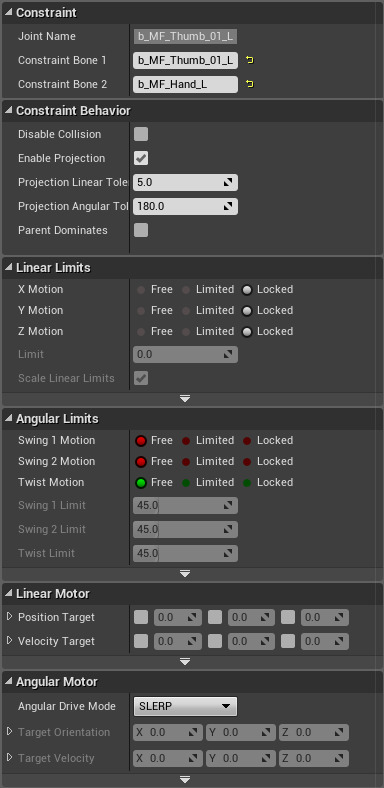 Constraint
Joint Name b_MF_Thumb_01_L
Constraint Bone 1 b_MF_Thumb_01_L
Constraint Bone 2 b_MF_Hand_L
Constraint Behavior
Disable Collision
Enable Projection
Projection Linear Tole 5.0
Projection Angular Tol 180.0
Parent Dominates
Linear Limits
X Motion Free Limited Locked
Y Motion Free Limited Locked
Z Motion Free Limited Locked
Limit 0.0
Scale Linear Limits
Angular Limits
Swing 1 Motion Free Limited Locked
Swing 2 Motion Free Limited Locked
Twist Motion Free Limited Locked
Swing 1 Limit 45.0
Swing 2 Limit 45.0
Twist Limit 45.0
Linear Motor
Position Target 0.0 0.0 0.0
Velocity Target 0.0 0.0 0.0
Angular Motor
Angular Drive Mode SLERP
Target Orientation X 0.0 Y 0.0 Z 0.0
Target Velocity X 0.0 Y 0.0 Z 0.0